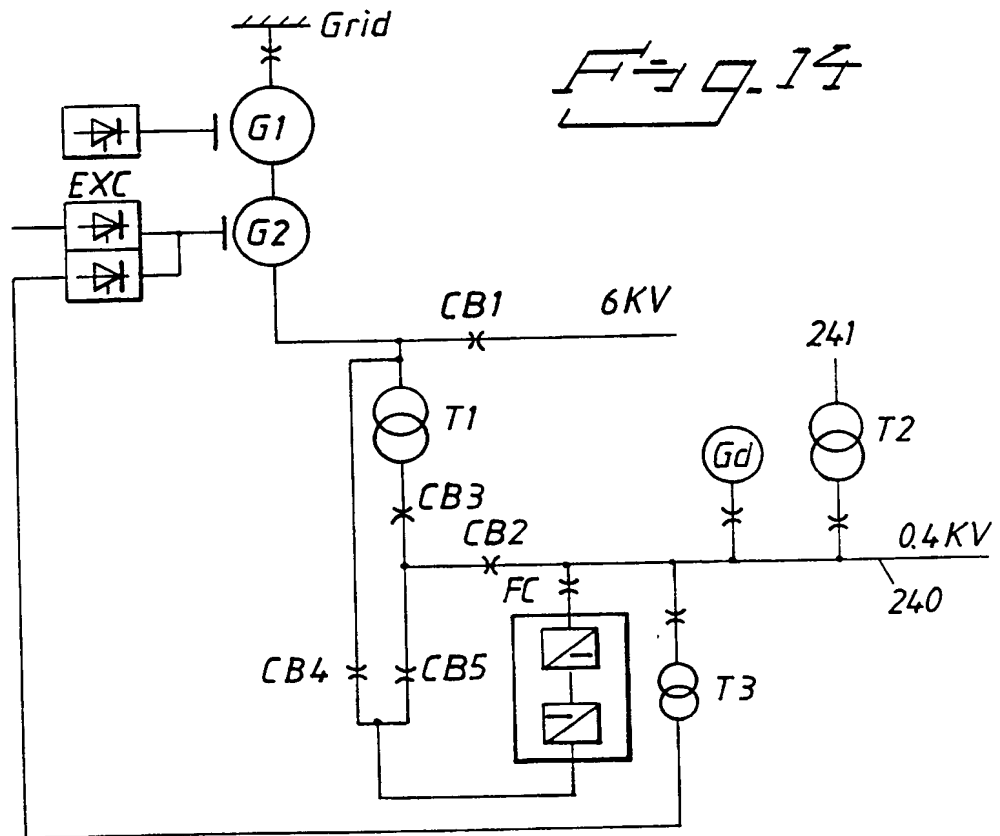 Grid
Fig. 14
G1
EXC
G2
CB1
6KV
241
T1
T2
Gd
CB3
CB2
0.4KV
FC
240
CB4
CB5
T3